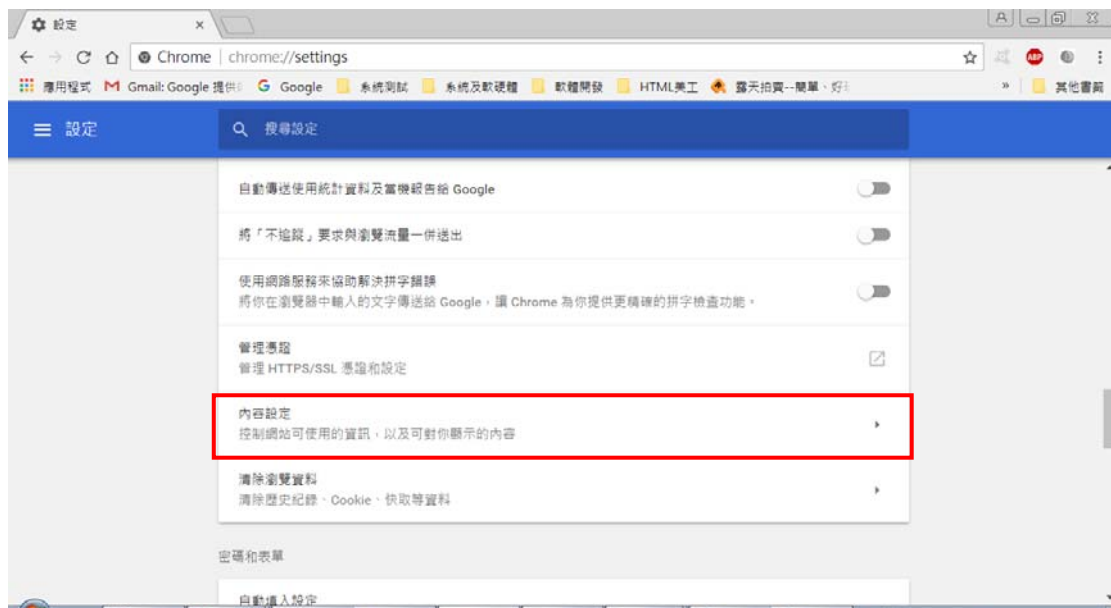 設定
Chrome | chrome://settings
ABP
應用程式 Gmail: Google 提供 Google 系統測試 系統及軟硬體 軟體開發 HTML美工 露天拍賣--簡單、好 » 其他書籤
設定 搜尋設定
自動傳送使用統計資料及當機報告給 Google
將「不追蹤」要求與瀏覽流量一併送出
使用網路服務來協助解決拼字錯誤
將你在瀏覽器中輸入的文字傳送給 Google，讓 Chrome 為你提供更精確的拼字檢查功能。
管理憑證
管理 HTTPS/SSL 憑證和設定
內容設定
控制網站可使用的資訊，以及可對你顯示的內容
清除瀏覽資料
清除歷史紀錄、Cookie、快取等資料
密碼和表單
自動填入設定